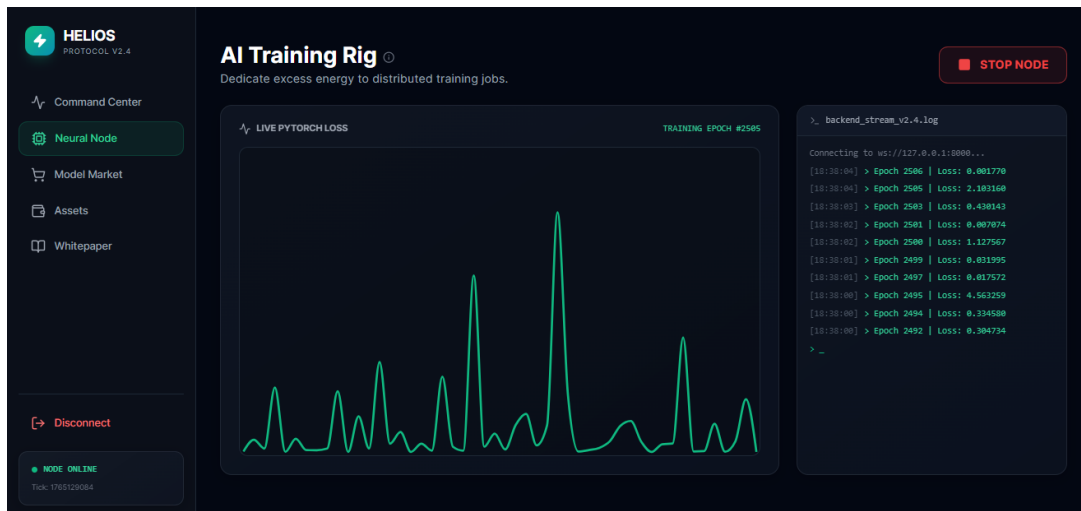 HELIOS
PROTOCOL V2.4
Command Center
Neural Node
Model Market
Assets
Whitepaper
Disconnect
NODE ONLINE
Tick: 1765129084
AI Training Rig
Dedicate excess energy to distributed training jobs.
STOP NODE
LIVE PYTORCH LOSS
TRAINING EPOCH #2505
>_ backend_stream_v2.4.log
Connecting to ws://127.0.0.1:8000...
[18:38:04] > Epoch 2506 | Loss: 0.001770
[18:38:04] > Epoch 2505 | Loss: 2.103160
[18:38:03] > Epoch 2503 | Loss: 0.430143
[18:38:02] > Epoch 2501 | Loss: 0.007074
[18:38:02] > Epoch 2500 | Loss: 1.127567
[18:38:01] > Epoch 2499 | Loss: 0.031995
[18:38:01] > Epoch 2497 | Loss: 0.017572
[18:38:00] > Epoch 2495 | Loss: 4.563259
[18:38:00] > Epoch 2494 | Loss: 0.334580
[18:38:00] > Epoch 2492 | Loss: 0.304734
> _